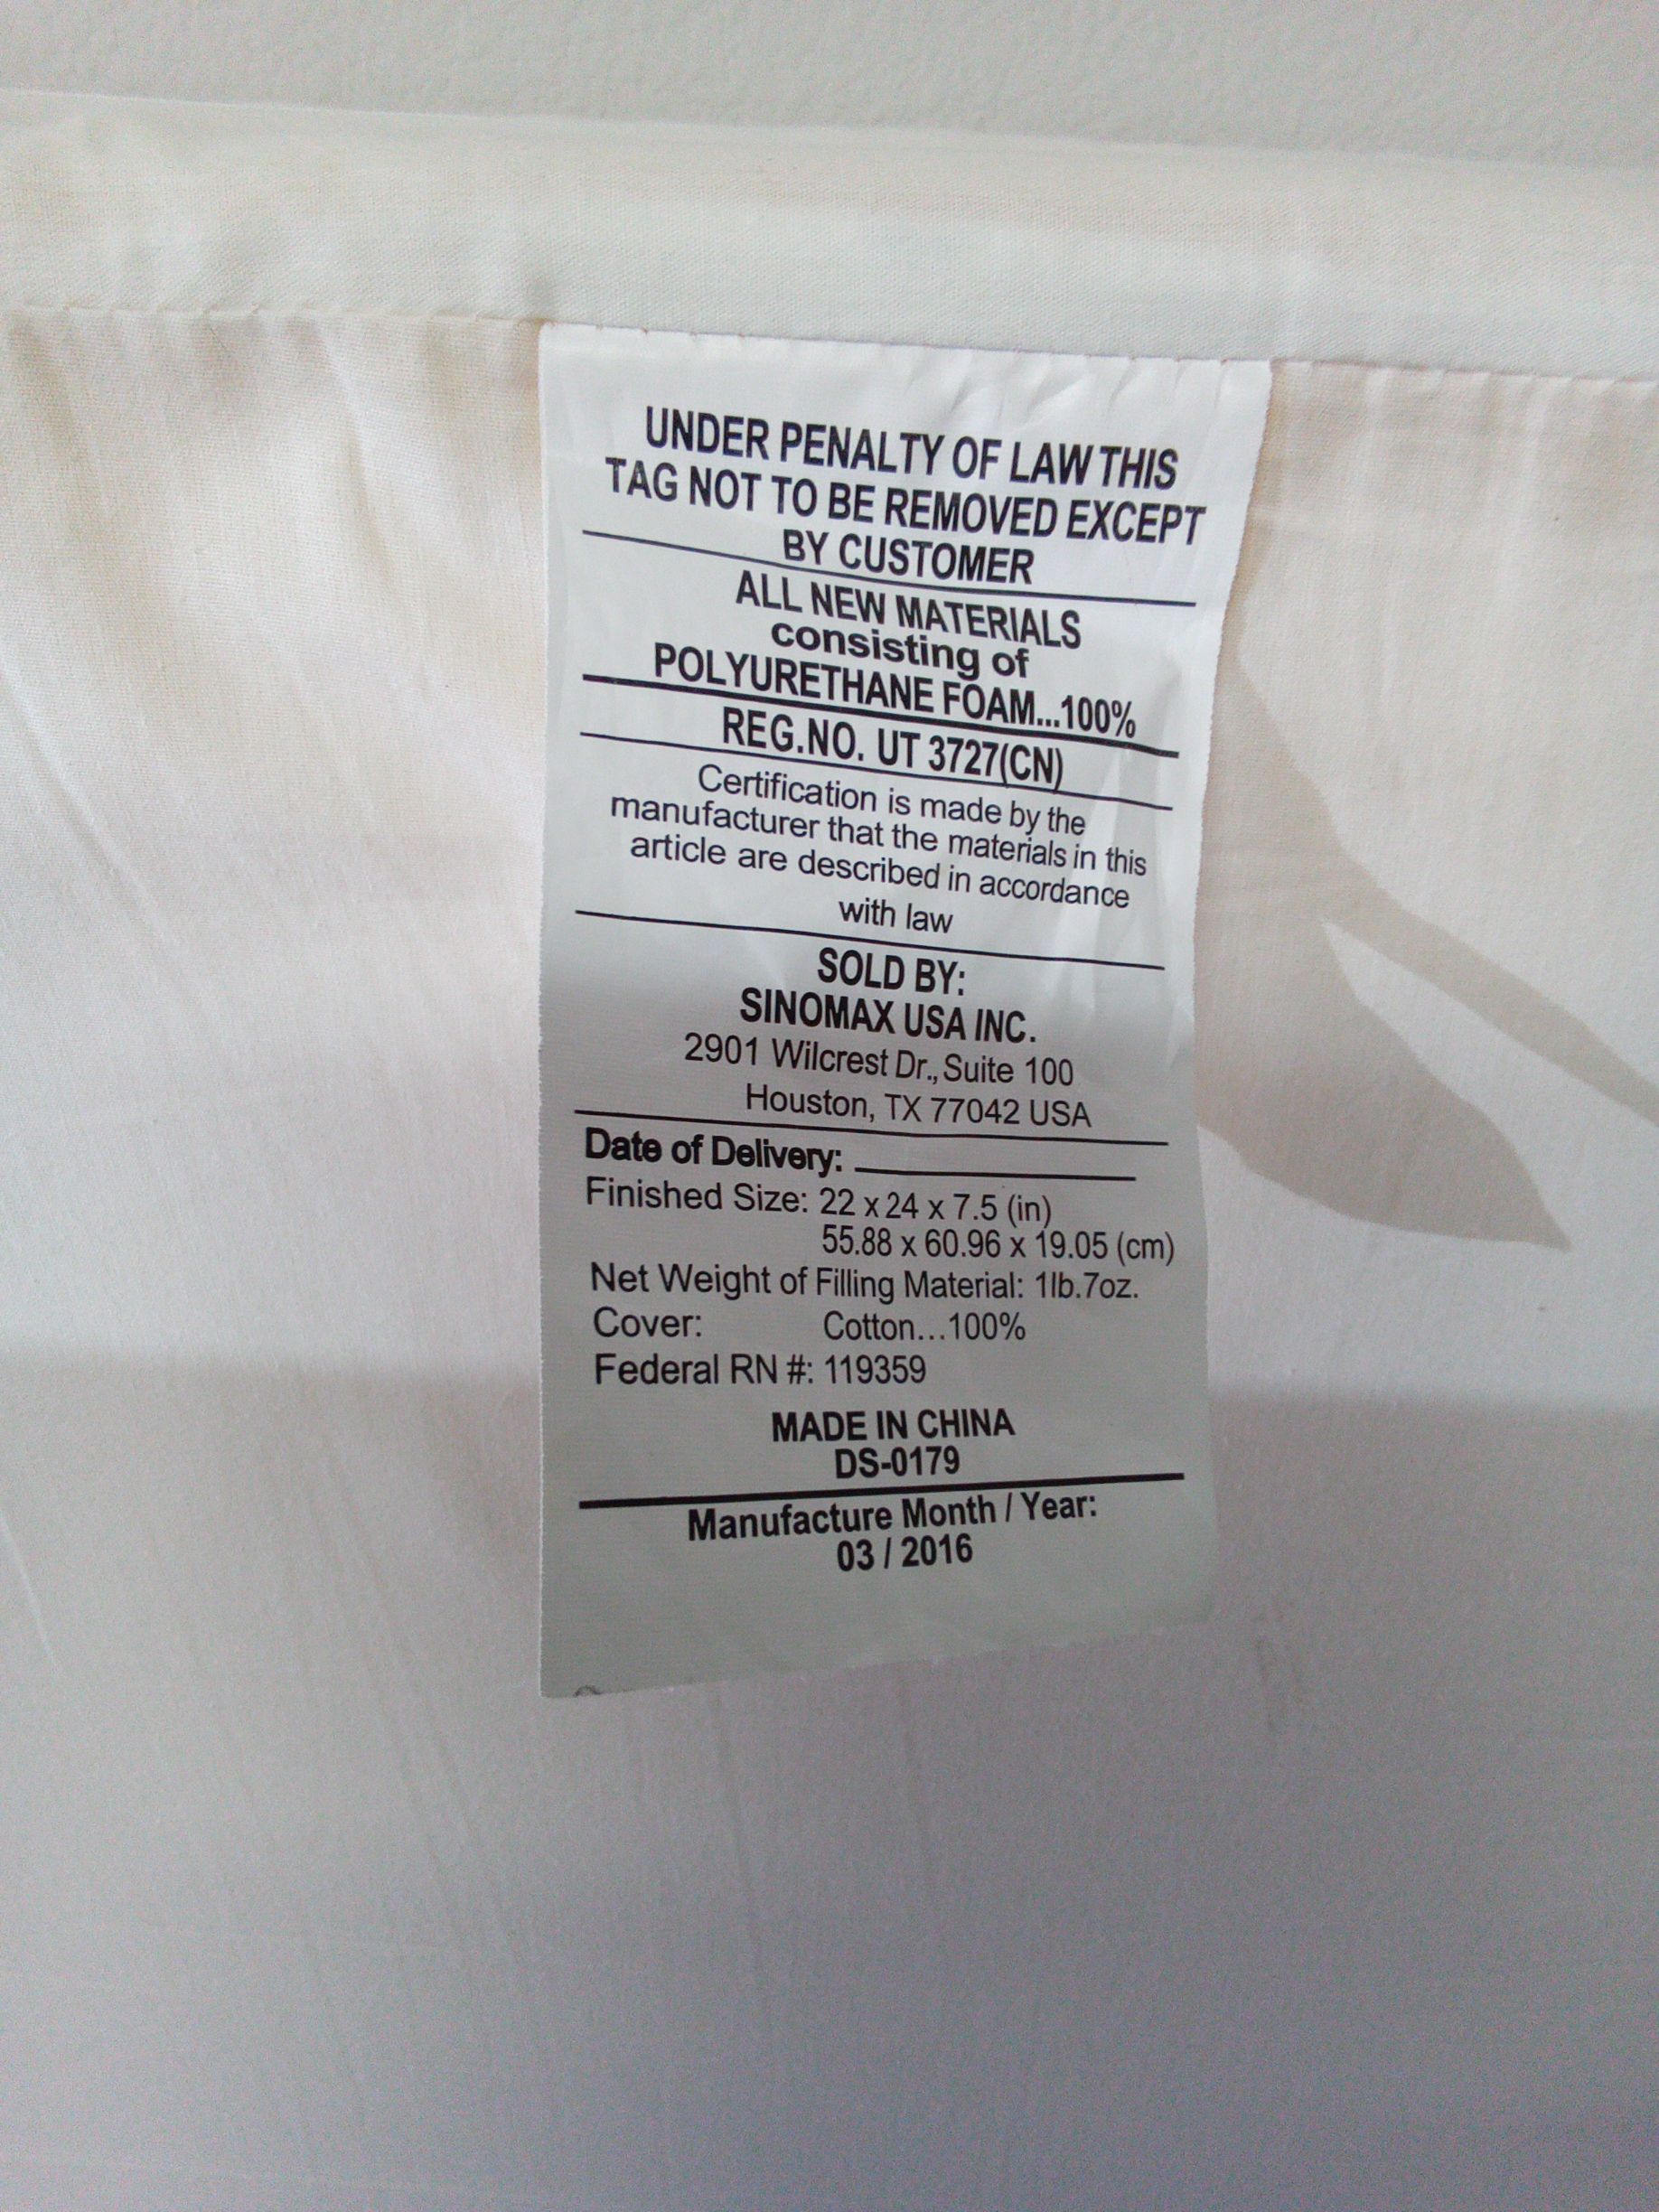 UNDER PENALTY OF LAW THIS
TAG NOT TO BE REMOVED EXCEPT
BY CUSTOMER
ALL NEW MATERIALS
consisting of
POLYURETHANE FOAM...100%
REG.NO. UT 3727(CN)
Certification is made by the
manufacturer that the materials in this
article are described in accordance
with law
SOLD BY:
SINOMAX USA INC.
2901 Wilcrest Dr., Suite 100
Houston, TX 77042 USA
Date of Delivery:
Finished Size: 22 x 24 x 7.5 (in)
55.88 x 60.96 x 19.05 (cm)
Net Weight of Filling Material: 1lb.7oz.
Cover: Cotton...100%
Federal RN #: 119359
MADE IN CHINA
DS-0179
Manufacture Month / Year:
03 / 2016